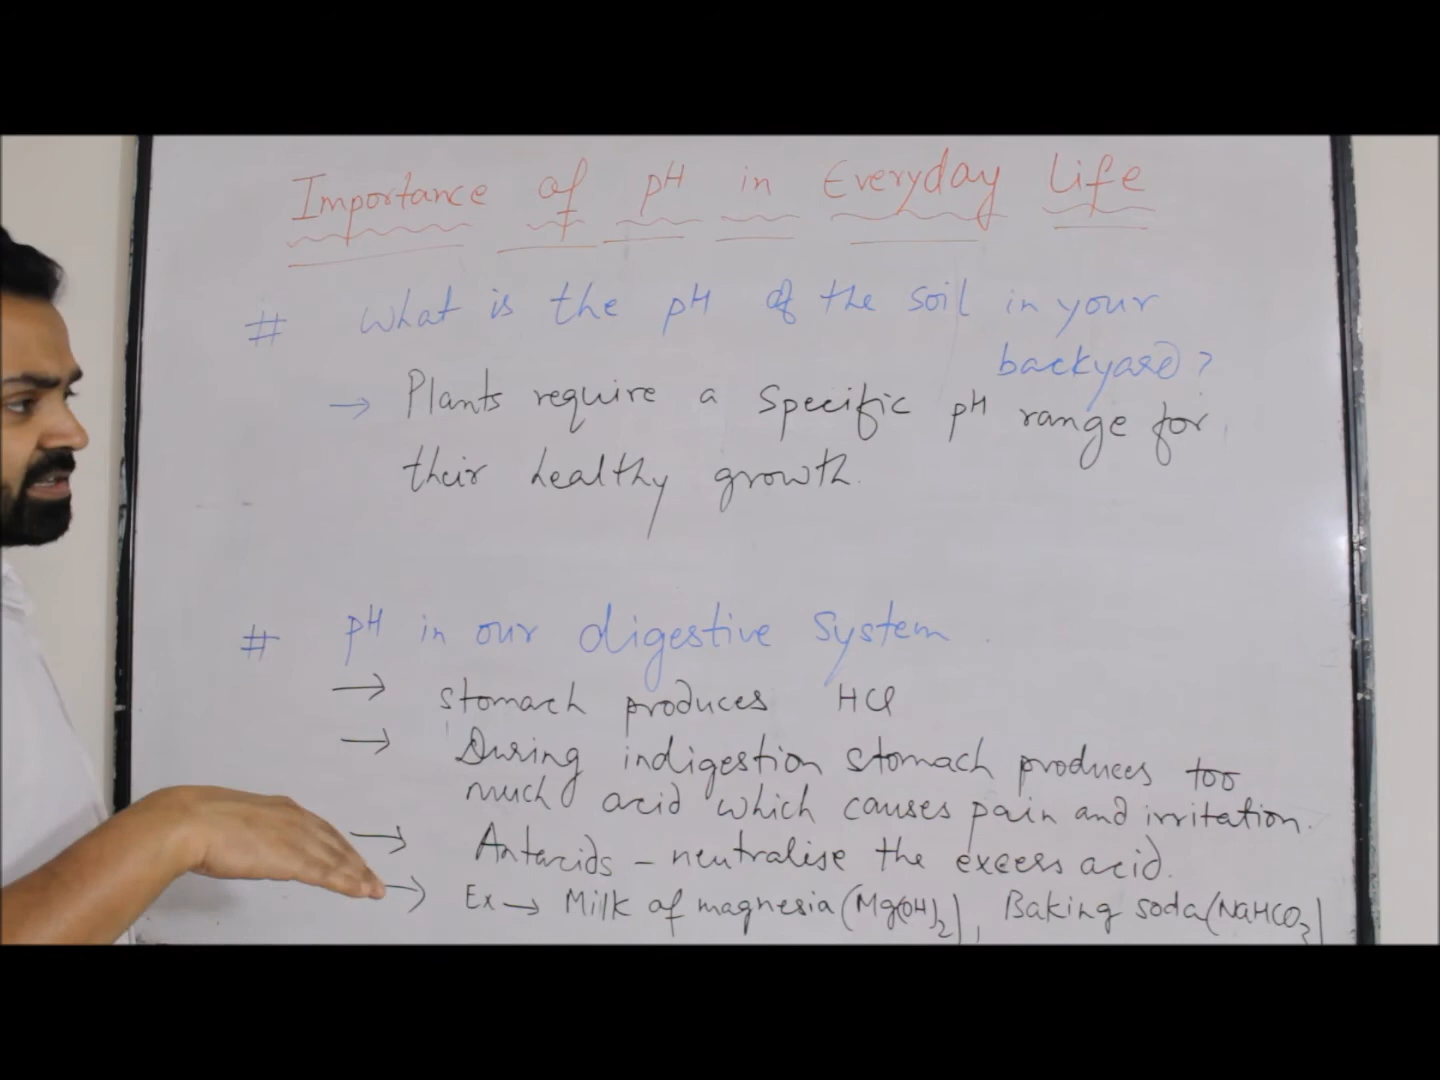 Importance of pH in Everyday Life
# What is the pH of the soil in your
backyard?
→ Plants require a specific pH range for
their healthy growth.
# pH in our digestive system.
→ stomach produces HCl
→ During indigestion stomach produces too
much acid which causes pain and irritation.
→ Antacids - neutralise the excess acid.
→ Ex → Milk of magnesia (Mg(OH)2), Baking soda (NaHCO3)